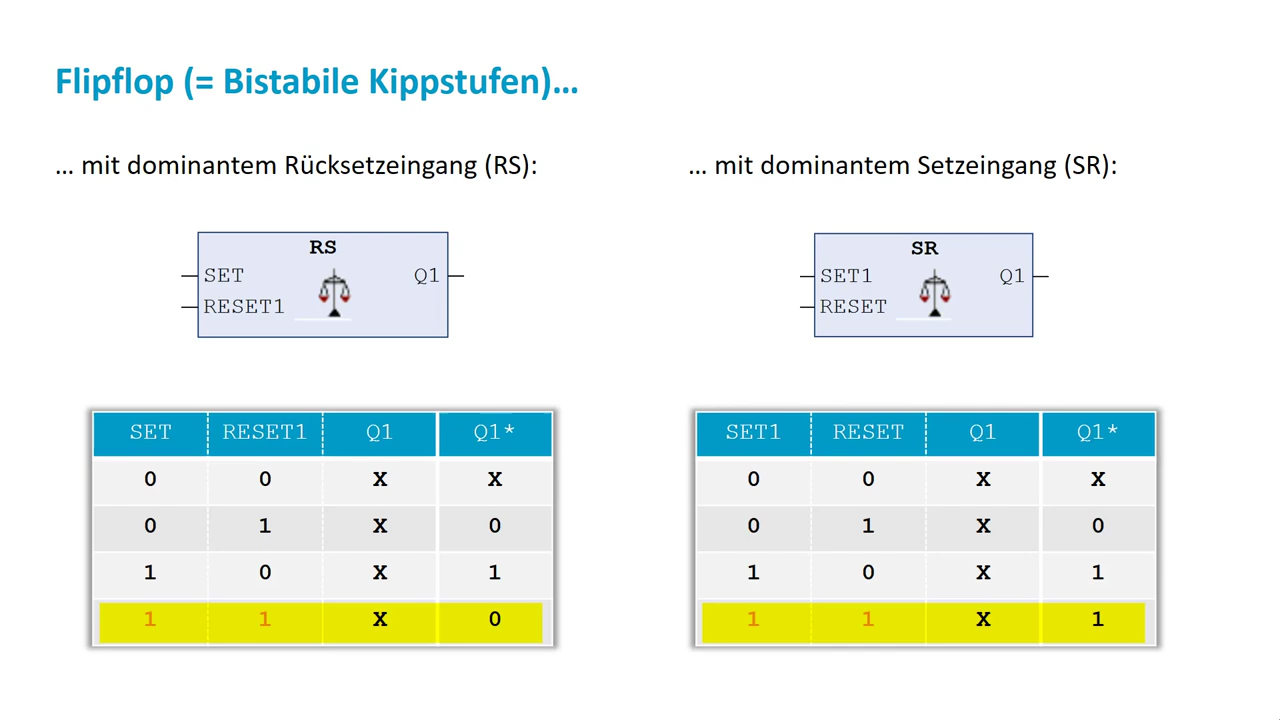 Flipflop (= Bistabile Kippstufen)...
... mit dominantem Rücksetzeingang (RS):
RS
SET Q1
RESET1
SET RESET1 Q1 Q1*
0 0 X X
0 1 X 0
1 0 X 1
1 1 X 0
... mit dominantem Setzeingang (SR):
SR
SET1 Q1
RESET
SET1 RESET Q1 Q1*
0 0 X X
0 1 X 0
1 0 X 1
1 1 X 1